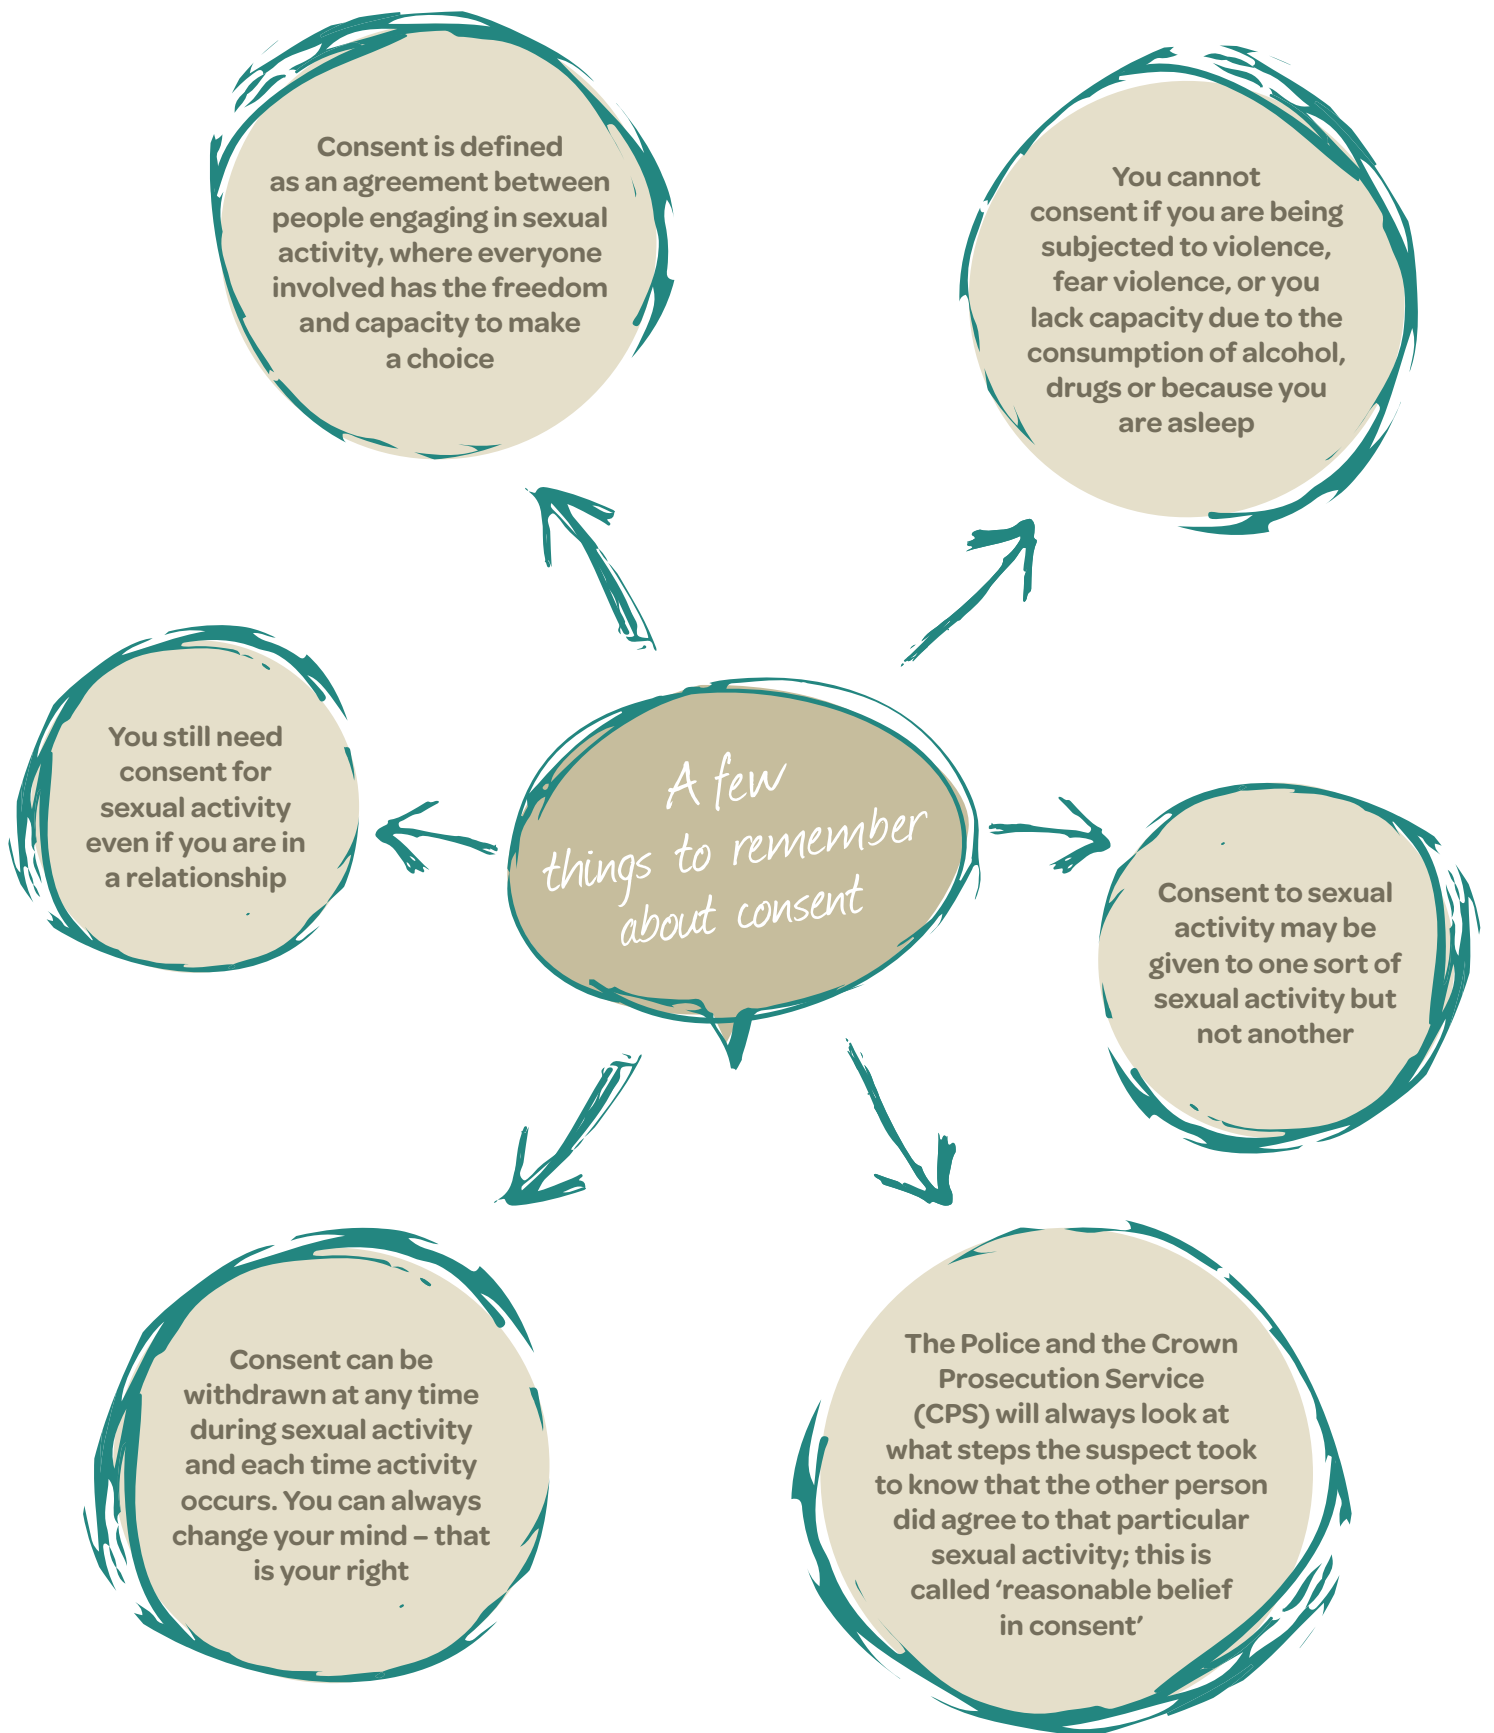 Consent is defined
as an agreement between
people engaging in sexual
activity, where everyone
involved has the freedom
and capacity to make
a choice
You cannot
consent if you are being
subjected to violence,
fear violence, or you
lack capacity due to the
consumption of alcohol,
drugs or because you
are asleep
You still need
consent for
sexual activity
even if you are in
a relationship
A few
things to remember
about consent
Consent to sexual
activity may be
given to one sort of
sexual activity but
not another
Consent can be
withdrawn at any time
during sexual activity
and each time activity
occurs. You can always
change your mind – that
is your right
The Police and the Crown
Prosecution Service
(CPS) will always look at
what steps the suspect took
to know that the other person
did agree to that particular
sexual activity; this is
called ‘reasonable belief
in consent’